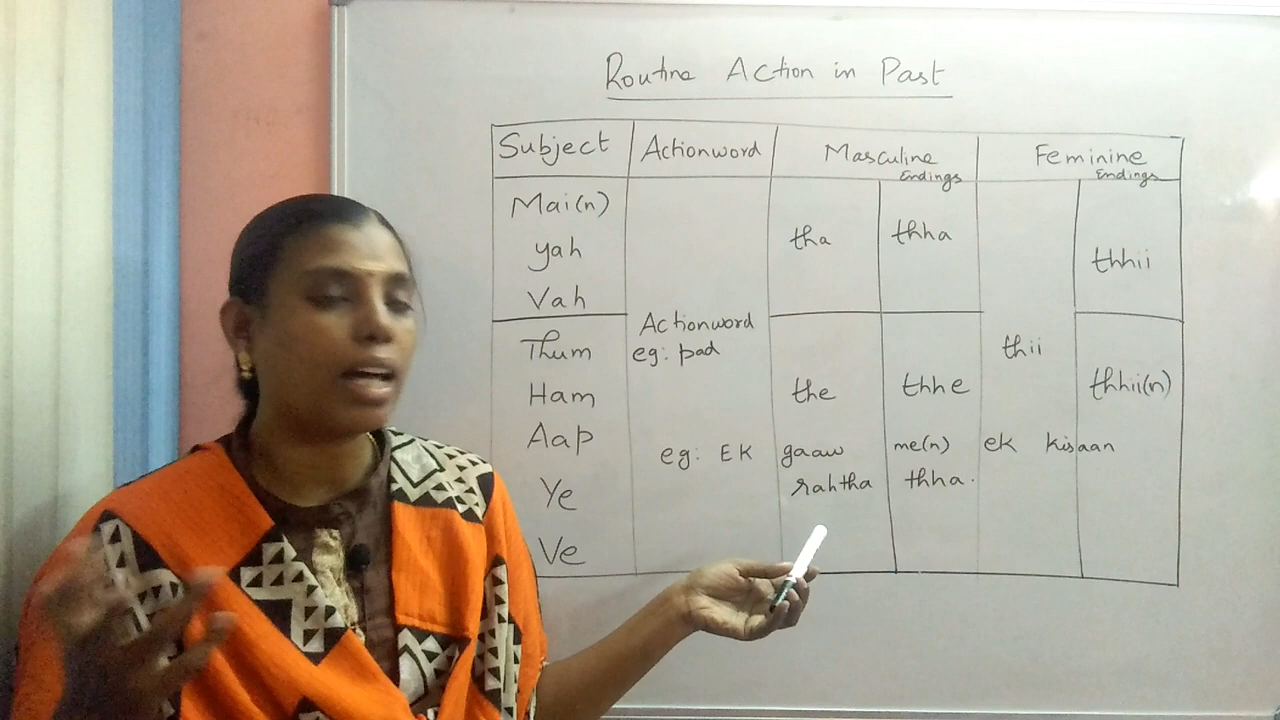 Routine Action in Past
Subject Actionword Masculine Endings Feminine Endings
Mai(n)
yah
Vah
tha thha
thhii
Thum
Ham
Aap
Ye
Ve
Actionword
eg: pad
thii
the thhe
thhii(n)
eg: EK gaaw me(n) ek kisaan
rahtha thha.